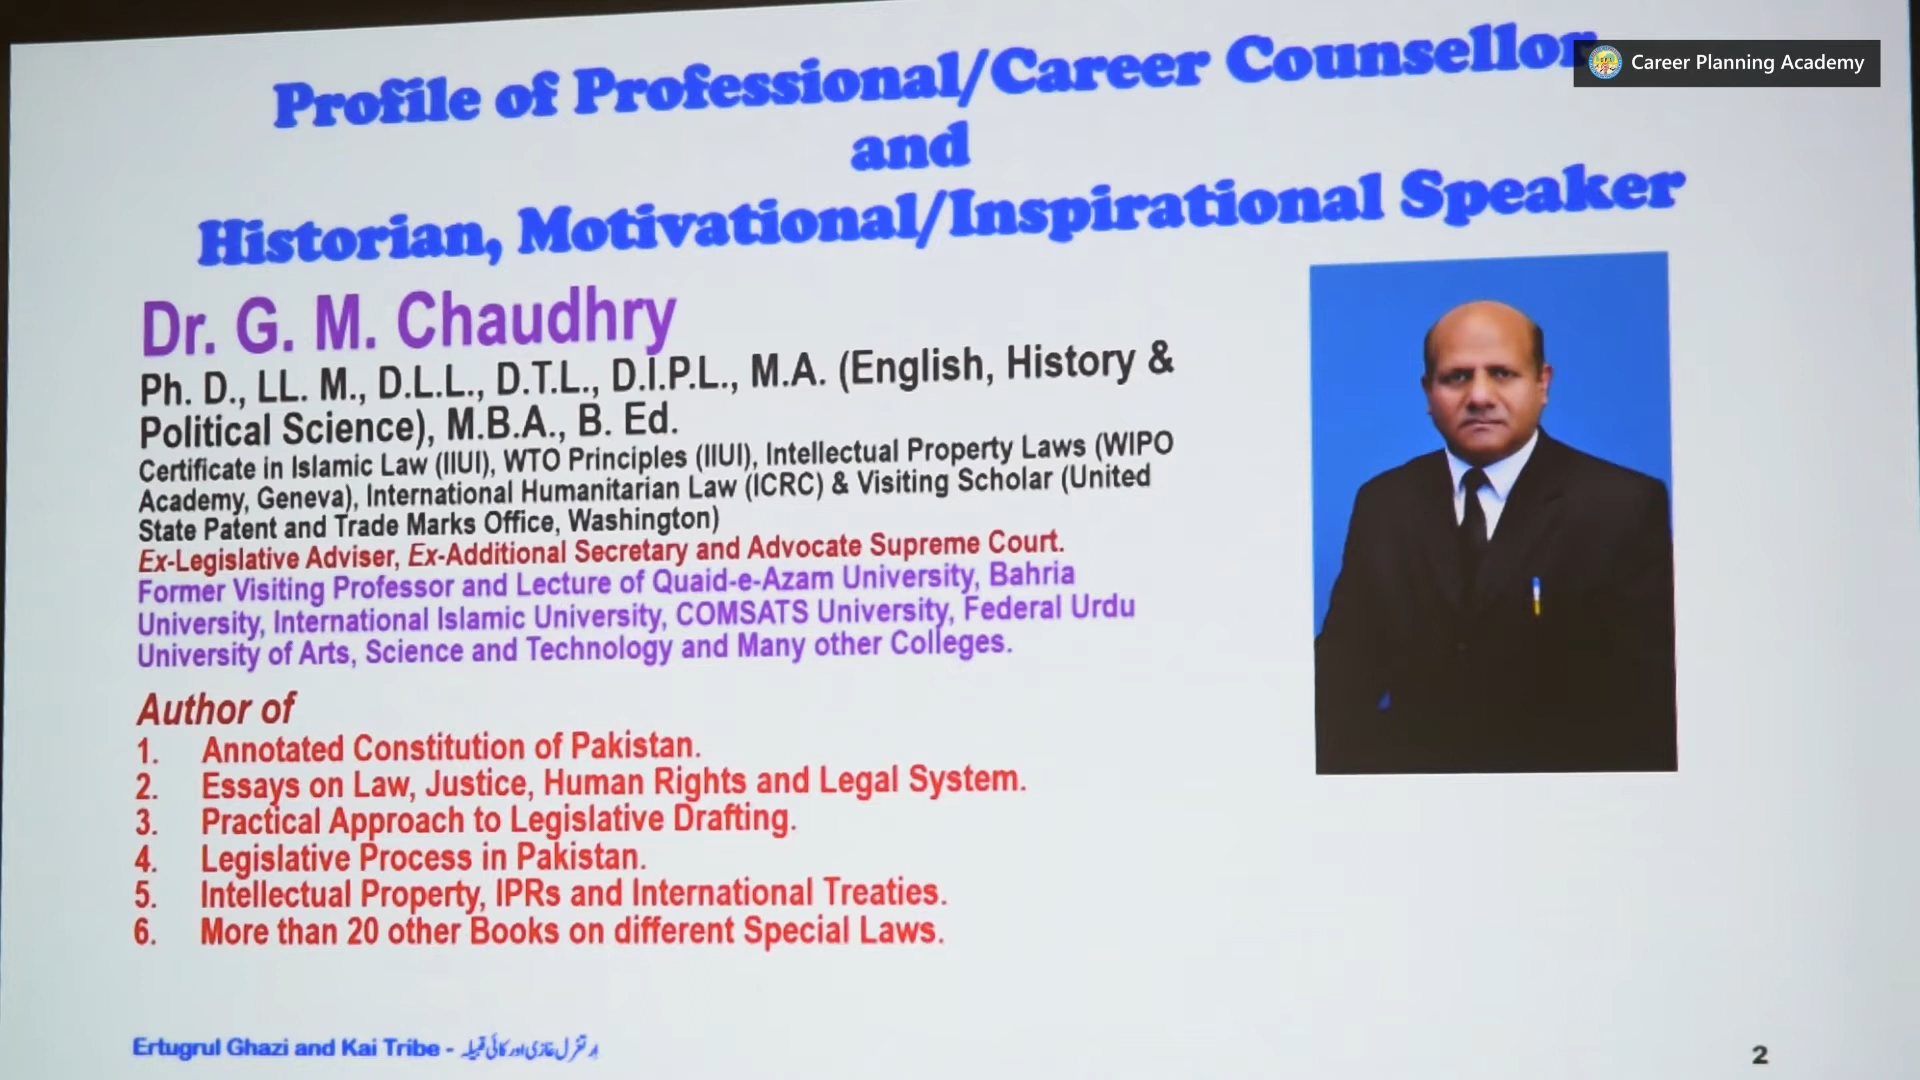 Profile of Professional/Career Counsellor
Career Planning Academy
and
Historian, Motivational/Inspirational Speaker
Dr. G. M. Chaudhry
Ph. D., LL. M., D.L.L., D.T.L., D.I.P.L., M.A. (English, History &
Political Science), M.B.A., B. Ed.
Certificate in Islamic Law (IIUI), WTO Principles (IIUI), Intellectual Property Laws (WIPO
Academy, Geneva), International Humanitarian Law (ICRC) & Visiting Scholar (United
State Patent and Trade Marks Office, Washington)
Ex-Legislative Adviser, Ex-Additional Secretary and Advocate Supreme Court.
Former Visiting Professor and Lecture of Quaid-e-Azam University, Bahria
University, International Islamic University, COMSATS University, Federal Urdu
University of Arts, Science and Technology and Many other Colleges.
Author of
1. Annotated Constitution of Pakistan.
2. Essays on Law, Justice, Human Rights and Legal System.
3. Practical Approach to Legislative Drafting.
4. Legislative Process in Pakistan.
5. Intellectual Property, IPRs and International Treaties.
6. More than 20 other Books on different Special Laws.
Ertugrul Ghazi and Kai Tribe - ارتغرل غازی اور کائی قبیلہ
2